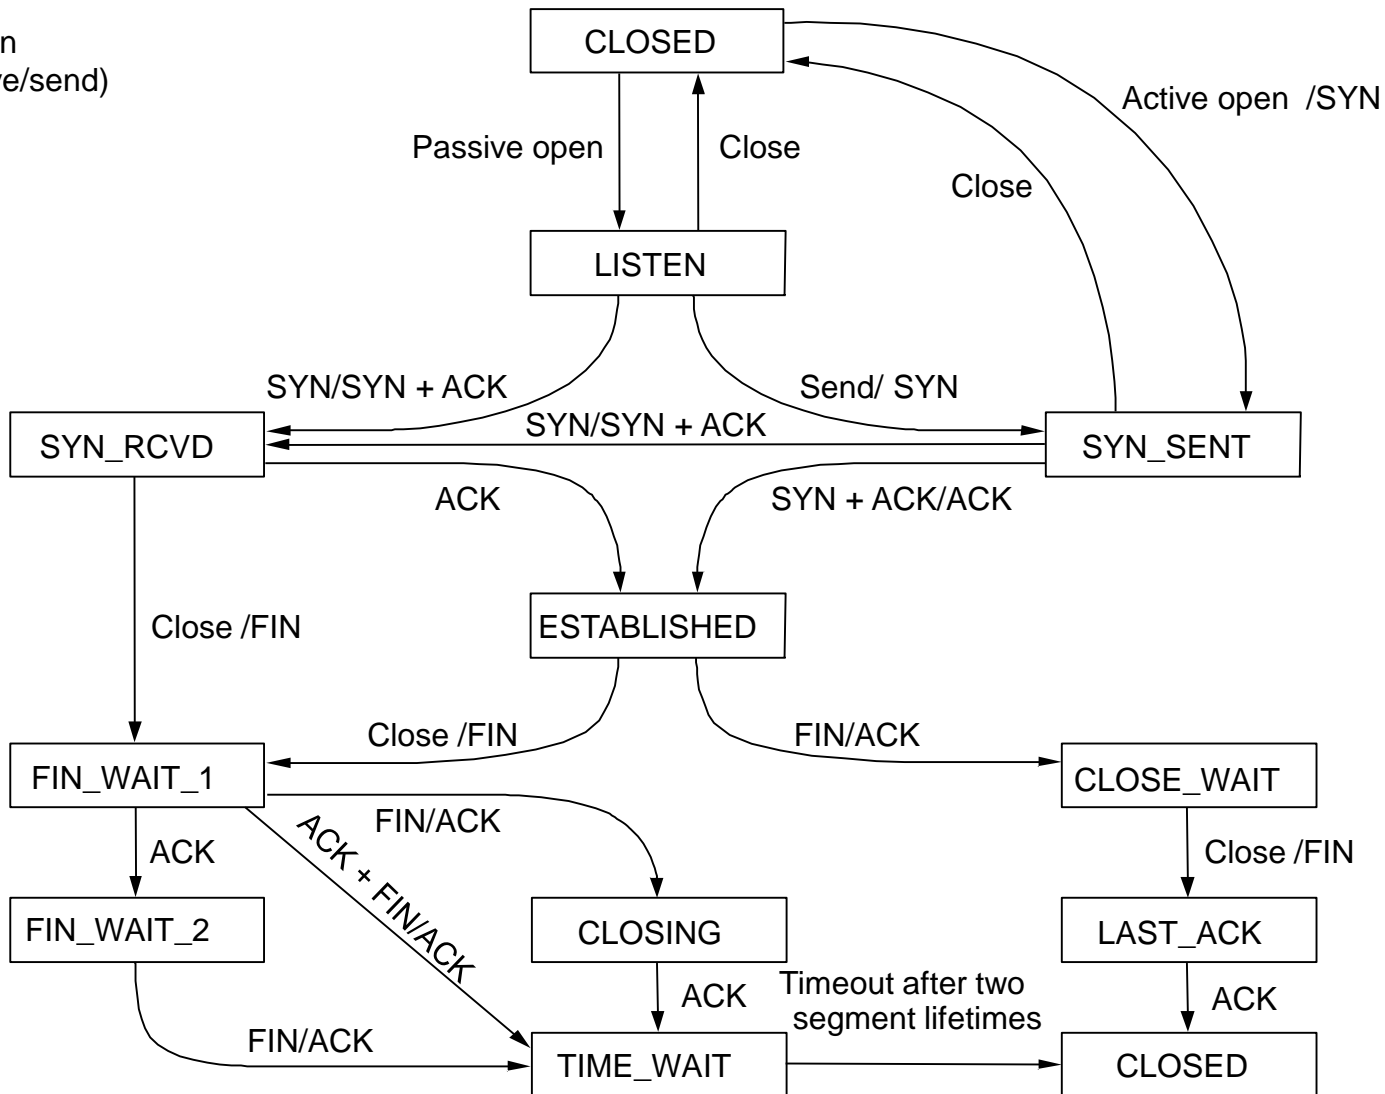 n
ve/send)
CLOSED
Active open /SYN
Passive open
Close
Close
LISTEN
SYN/SYN + ACK
Send/ SYN
SYN/SYN + ACK
SYN_RCVD
SYN_SENT
ACK
SYN + ACK/ACK
Close /FIN
ESTABLISHED
Close /FIN
FIN/ACK
FIN_WAIT_1
CLOSE_WAIT
FIN/ACK
ACK + FIN/ACK
ACK
Close /FIN
FIN_WAIT_2
CLOSING
LAST_ACK
ACK
Timeout after two
segment lifetimes
ACK
FIN/ACK
TIME_WAIT
CLOSED